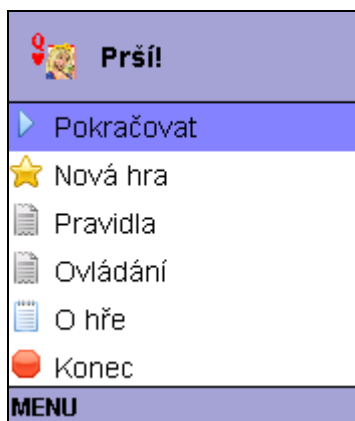 Q
Prší!
Pokračovat
Nová hra
Pravidla
Ovládání
O hře
Konec
MENU